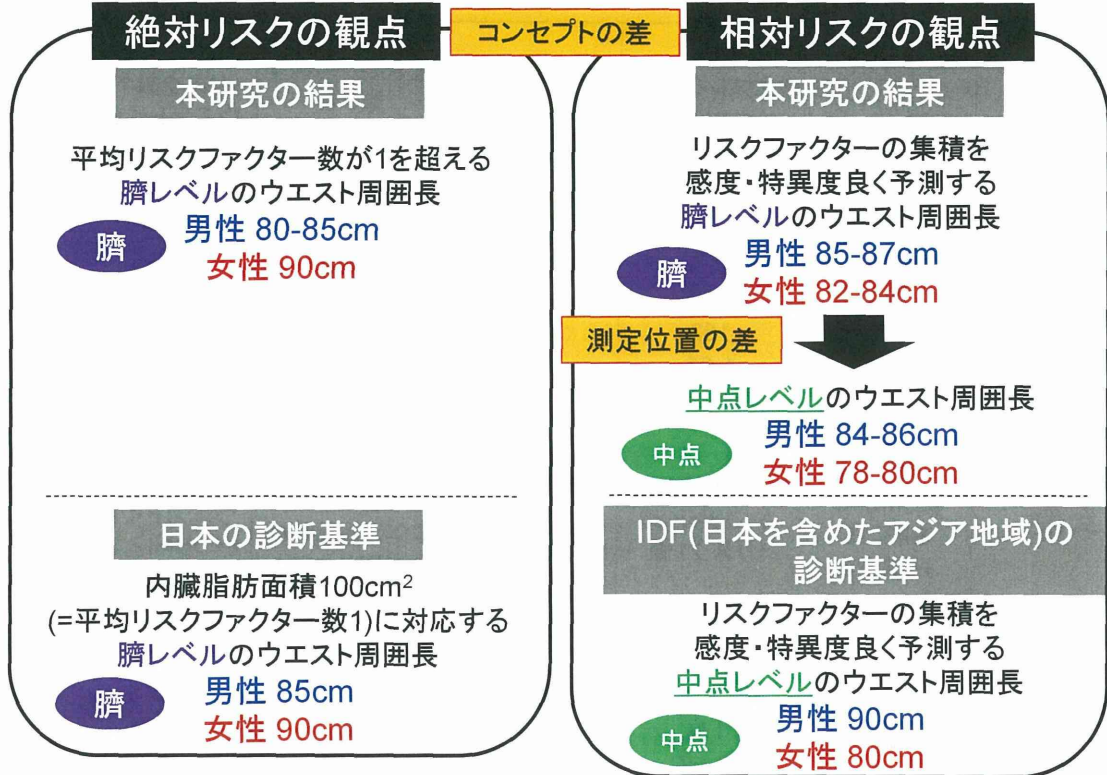 絶対リスクの観点
コンセプトの差
相対リスクの観点
本研究の結果
平均リスクファクター数が1を超える
臍レベルのウエスト周囲長
臍
男性 80-85cm
女性 90cm
日本の診断基準
内臓脂肪面積100cm²
(=平均リスクファクター数1)に対応する
臍レベルのウエスト周囲長
臍
男性 85cm
女性 90cm
本研究の結果
リスクファクターの集積を
感度・特異度良く予測する
臍レベルのウエスト周囲長
臍
男性 85-87cm
女性 82-84cm
測定位置の差
中点レベルのウエスト周囲長
中点
男性 84-86cm
女性 78-80cm
IDF(日本を含めたアジア地域)の
診断基準
リスクファクターの集積を
感度・特異度良く予測する
中点レベルのウエスト周囲長
中点
男性 90cm
女性 80cm